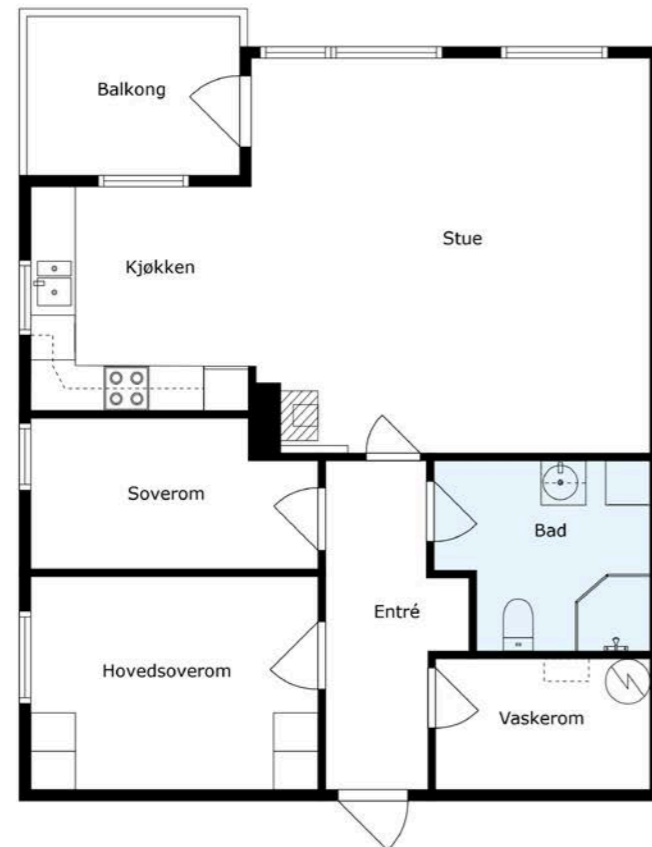 Balkong
Stue
Kjøkken
Soverom
Bad
Entré
Hovedsoverom
Vaskerom